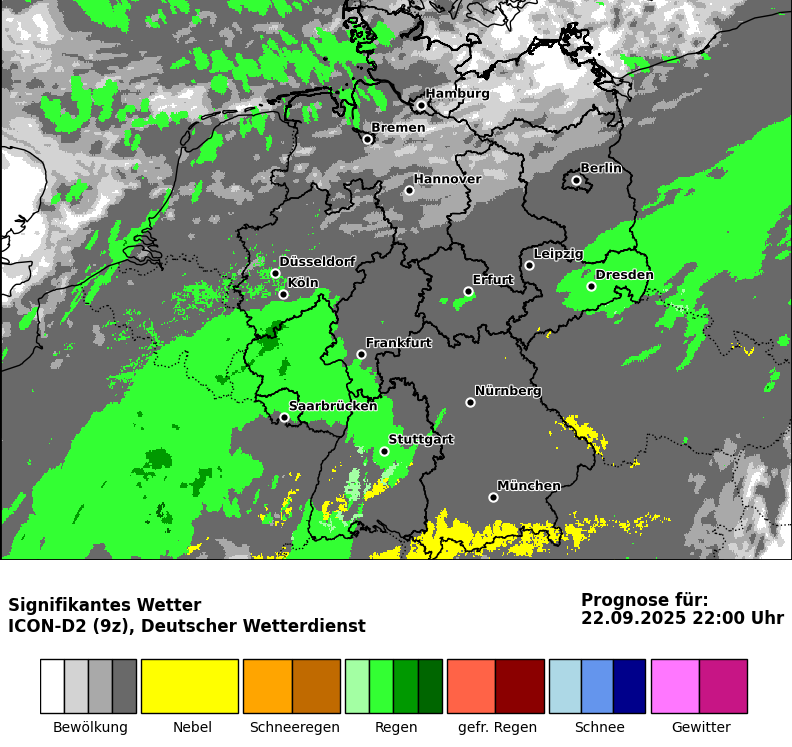 Hamburg
Bremen
Berlin
Hannover
Leipzig
Düsseldorf
Dresden
Köln
Erfurt
Frankfurt
Nürnberg
Saarbrücken
Stuttgart
München
Signifikantes Wetter
ICON-D2 (9z), Deutscher Wetterdienst
Prognose für:
22.09.2025 22:00 Uhr
Bewölkung Nebel Schneeregen Regen gefr. Regen Schnee Gewitter